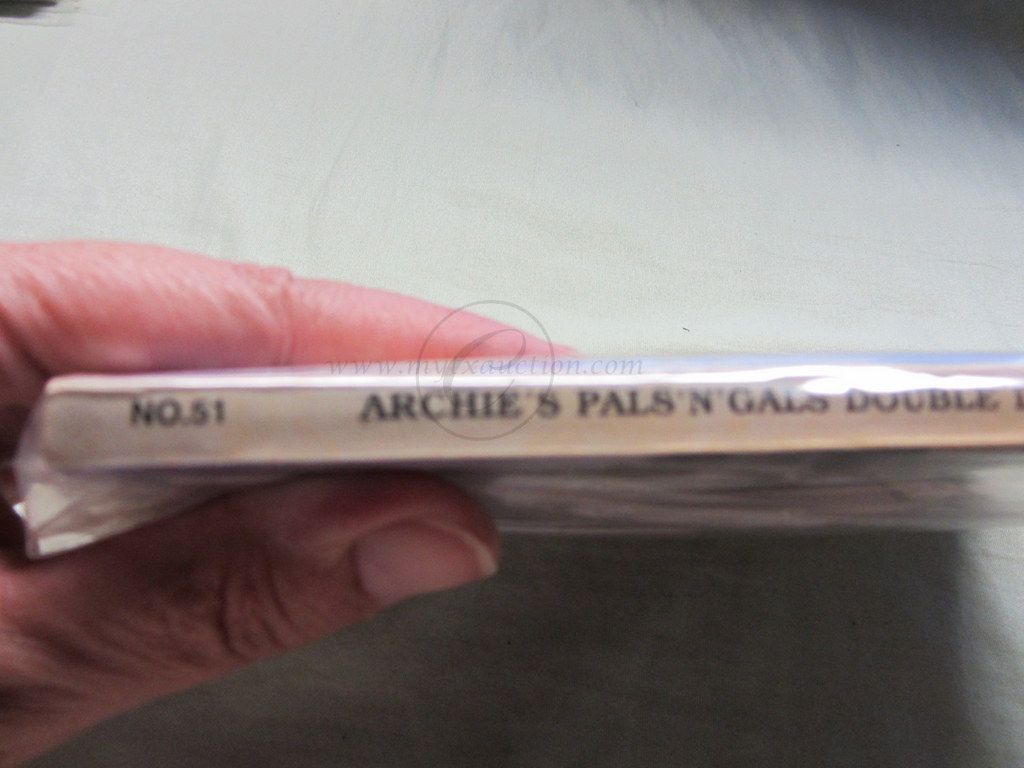 www.mytxauction.com
NO.51 ARCHIE'S PALS'N'GALS DOUBLE